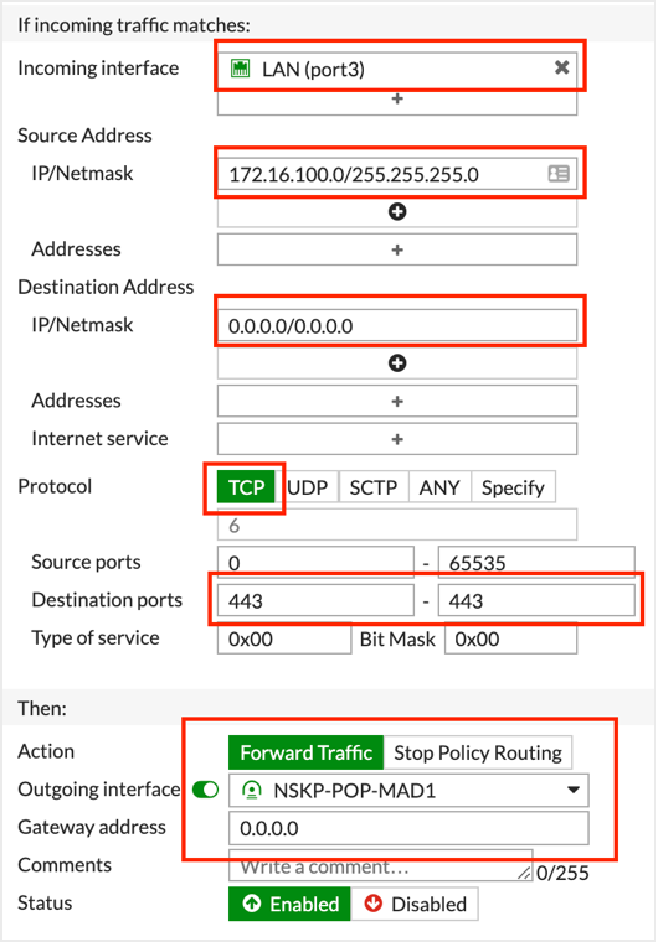 If incoming traffic matches:
Incoming interface LAN (port3)
+
Source Address
IP/Netmask 172.16.100.0/255.255.255.0
Addresses +
Destination Address
IP/Netmask 0.0.0.0/0.0.0.0
Addresses +
Internet service +
Protocol TCP UDP SCTP ANY Specify
6
Source ports 0 - 65535
Destination ports 443 - 443
Type of service 0x00 Bit Mask 0x00
Then:
Action Forward Traffic Stop Policy Routing
Outgoing interface NSKP-POP-MAD1
Gateway address 0.0.0.0
Comments Write a comment... 0/255
Status Enabled Disabled